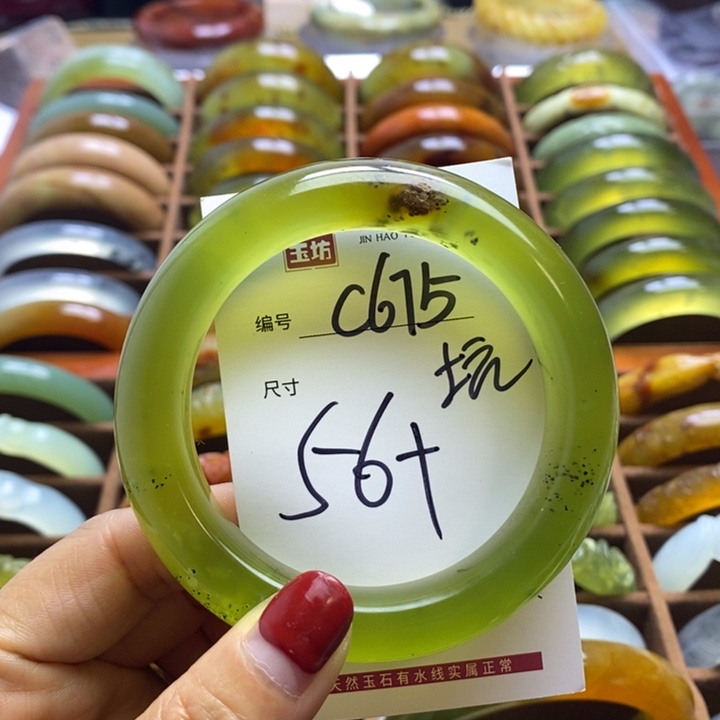 玉坊
JIN HAO
编号 C675
坑
尺寸
56+
天然玉石有水线实属正常